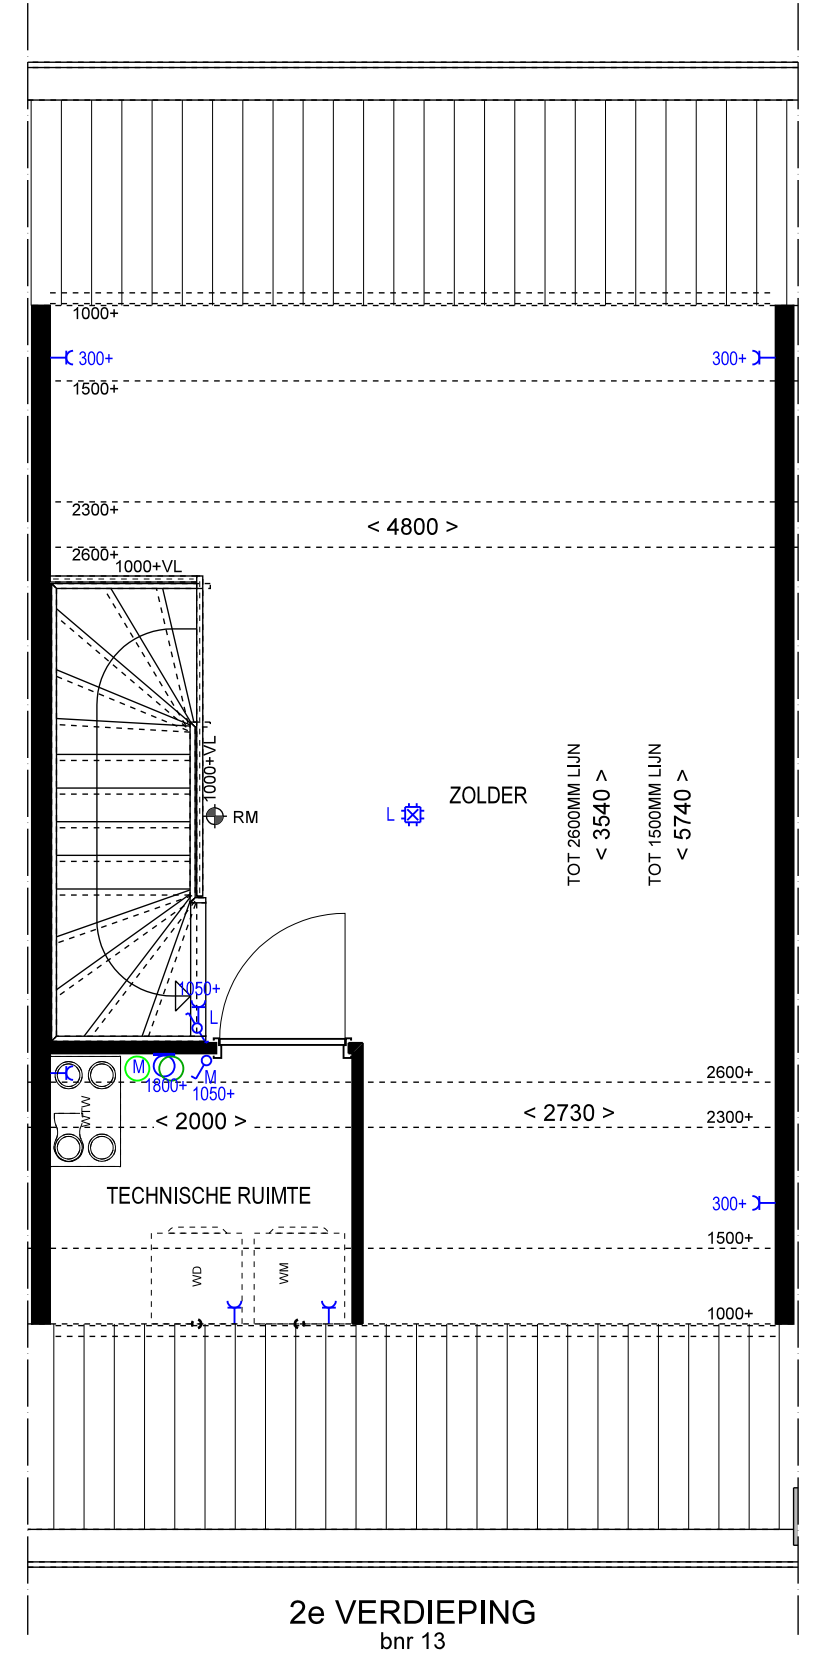 1000+
300+ 300+
1500+
2300+
< 4800 >
2600+
1000+VL
1000+VL
ZOLDER
TOT 2600MM LIJN
< 3540 >
TOT 1500MM LIJN
< 5740 >
L
RM
1050+
L
M
1800+
M
1050+
WTW
2600+
< 2000 >
< 2730 >
2300+
TECHNISCHE RUIMTE
300+
1500+
WD
WM
1000+
2e VERDIEPING
bnr 13